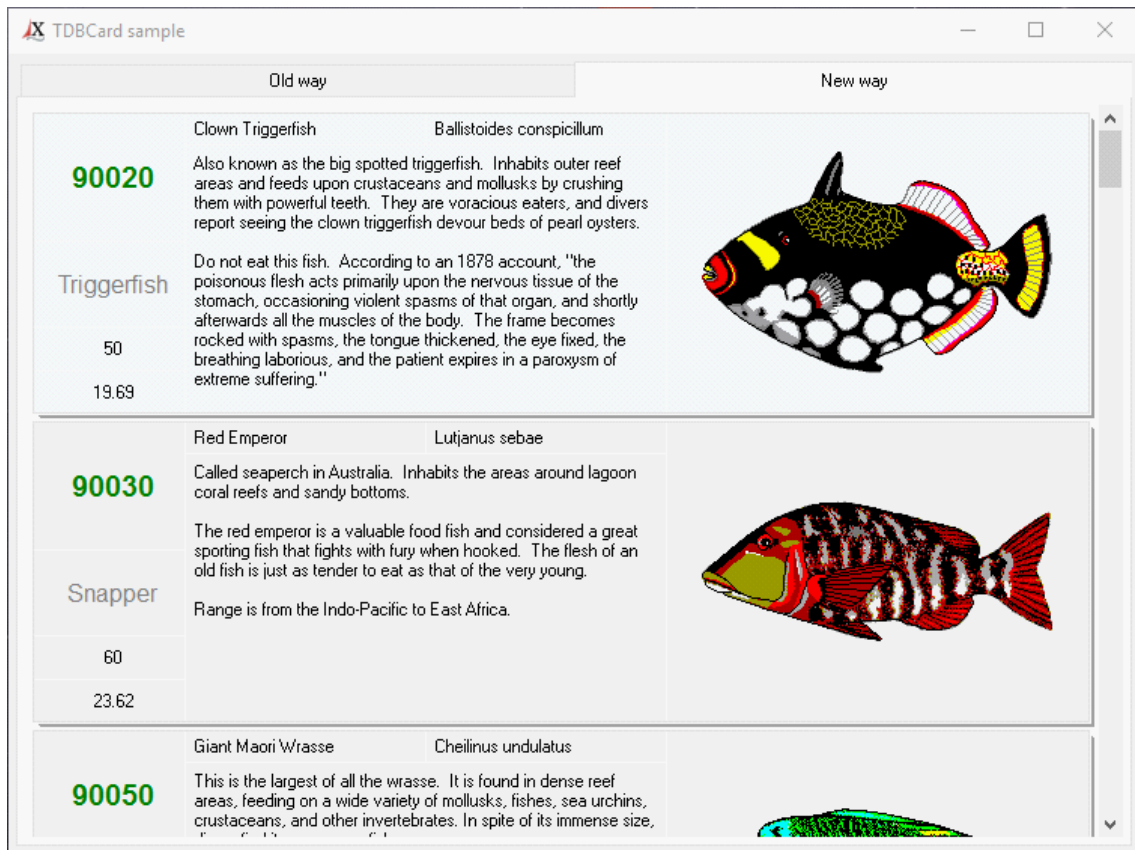 TDBCard sample
Old way
New way
90020
Triggerfish
50
19.69
Clown Triggerfish
Ballistoides conspicillum
Also known as the big spotted triggerfish.  Inhabits outer reef
areas and feeds upon crustaceans and mollusks by crushing
them with powerful teeth.  They are voracious eaters, and divers
report seeing the clown triggerfish devour beds of pearl oysters.
Do not eat this fish.  According to an 1878 account, "the
poisonous flesh acts primarily upon the nervous tissue of the
stomach, occasioning violent spasms of that organ, and shortly
afterwards all the muscles of the body.  The frame becomes
rocked with spasms, the tongue thickened, the eye fixed, the
breathing laborious, and the patient expires in a paroxysm of
extreme suffering."
90030
Snapper
60
23.62
Red Emperor
Lutjanus sebae
Called seaperch in Australia.  Inhabits the areas around lagoon
coral reefs and sandy bottoms.
The red emperor is a valuable food fish and considered a great
sporting fish that fights with fury when hooked.  The flesh of an
old fish is just as tender to eat as that of the very young.
Range is from the Indo-Pacific to East Africa.
90050
Giant Maori Wrasse
Cheilinus undulatus
This is the largest of all the wrasse.  It is found in dense reef
areas, feeding on a wide variety of mollusks, fishes, sea urchins,
crustaceans, and other invertebrates. In spite of its immense size,